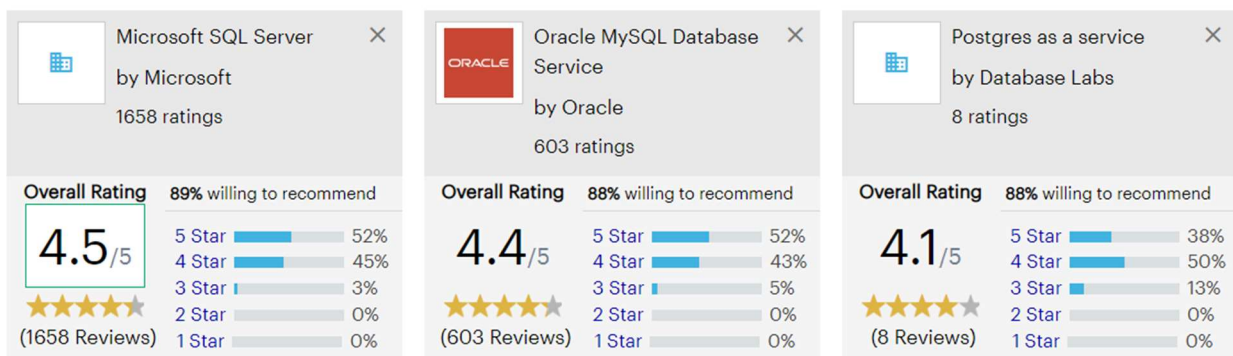 Microsoft SQL Server
by Microsoft
1658 ratings
Overall Rating
89% willing to recommend
4.5/5
(1658 Reviews)
5 Star 52%
4 Star 45%
3 Star 3%
2 Star 0%
1 Star 0%
ORACLE
Oracle MySQL Database
Service
by Oracle
603 ratings
Overall Rating
88% willing to recommend
4.4/5
(603 Reviews)
5 Star 52%
4 Star 43%
3 Star 5%
2 Star 0%
1 Star 0%
Postgres as a service
by Database Labs
8 ratings
Overall Rating
88% willing to recommend
4.1/5
(8 Reviews)
5 Star 38%
4 Star 50%
3 Star 13%
2 Star 0%
1 Star 0%